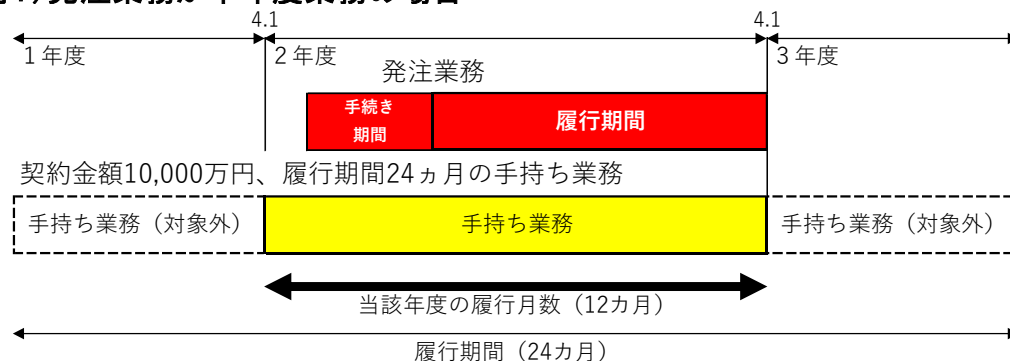 発注業務が単年度業務の場合
4.1
4.1
1年度
2年度
3年度
発注業務
手続き
期間
履行期間
契約金額10,000万円、履行期間24ヵ月の手持ち業務
手持ち業務（対象外）
手持ち業務
手持ち業務（対象外）
当該年度の履行月数（12カ月）
履行期間（24カ月）